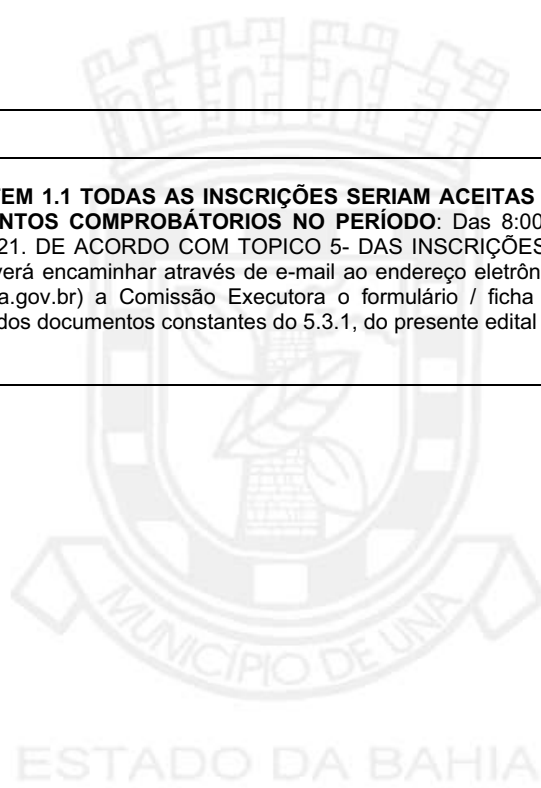 TEM 1.1 TODAS AS INSCRIÇÕES SERIAM ACEITAS
NTOS COMPROBÁTORIOS NO PERÍODO: Das 8:00
21. DE ACORDO COM TOPICO 5- DAS INSCRIÇÕES
verá encaminhar através de e-mail ao endereço eletrôn
a.gov.br) a Comissão Executora o formulário / ficha
dos documentos constantes do 5.3.1, do presente edital
MUNICÍPIO DE UNA
ESTADO DA BAHIA